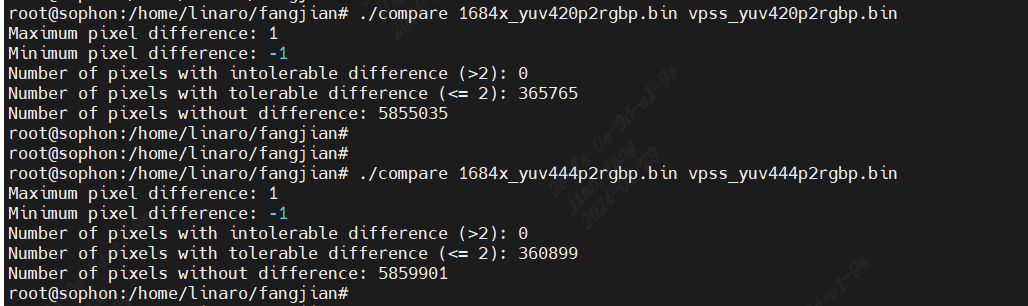 root@sophon:/home/linaro/fangjian# ./compare 1684x_yuv420p2rgbp.bin vpss_yuv420p2rgbp.bin
Maximum pixel difference: 1
Minimum pixel difference: -1
Number of pixels with intolerable difference (>2): 0
Number of pixels with tolerable difference (<= 2): 365765
Number of pixels without difference: 5855035
root@sophon:/home/linaro/fangjian#
root@sophon:/home/linaro/fangjian#
root@sophon:/home/linaro/fangjian# ./compare 1684x_yuv444p2rgbp.bin vpss_yuv444p2rgbp.bin
Maximum pixel difference: 1
Minimum pixel difference: -1
Number of pixels with intolerable difference (>2): 0
Number of pixels with tolerable difference (<= 2): 360899
Number of pixels without difference: 5859901
root@sophon:/home/linaro/fangjian#